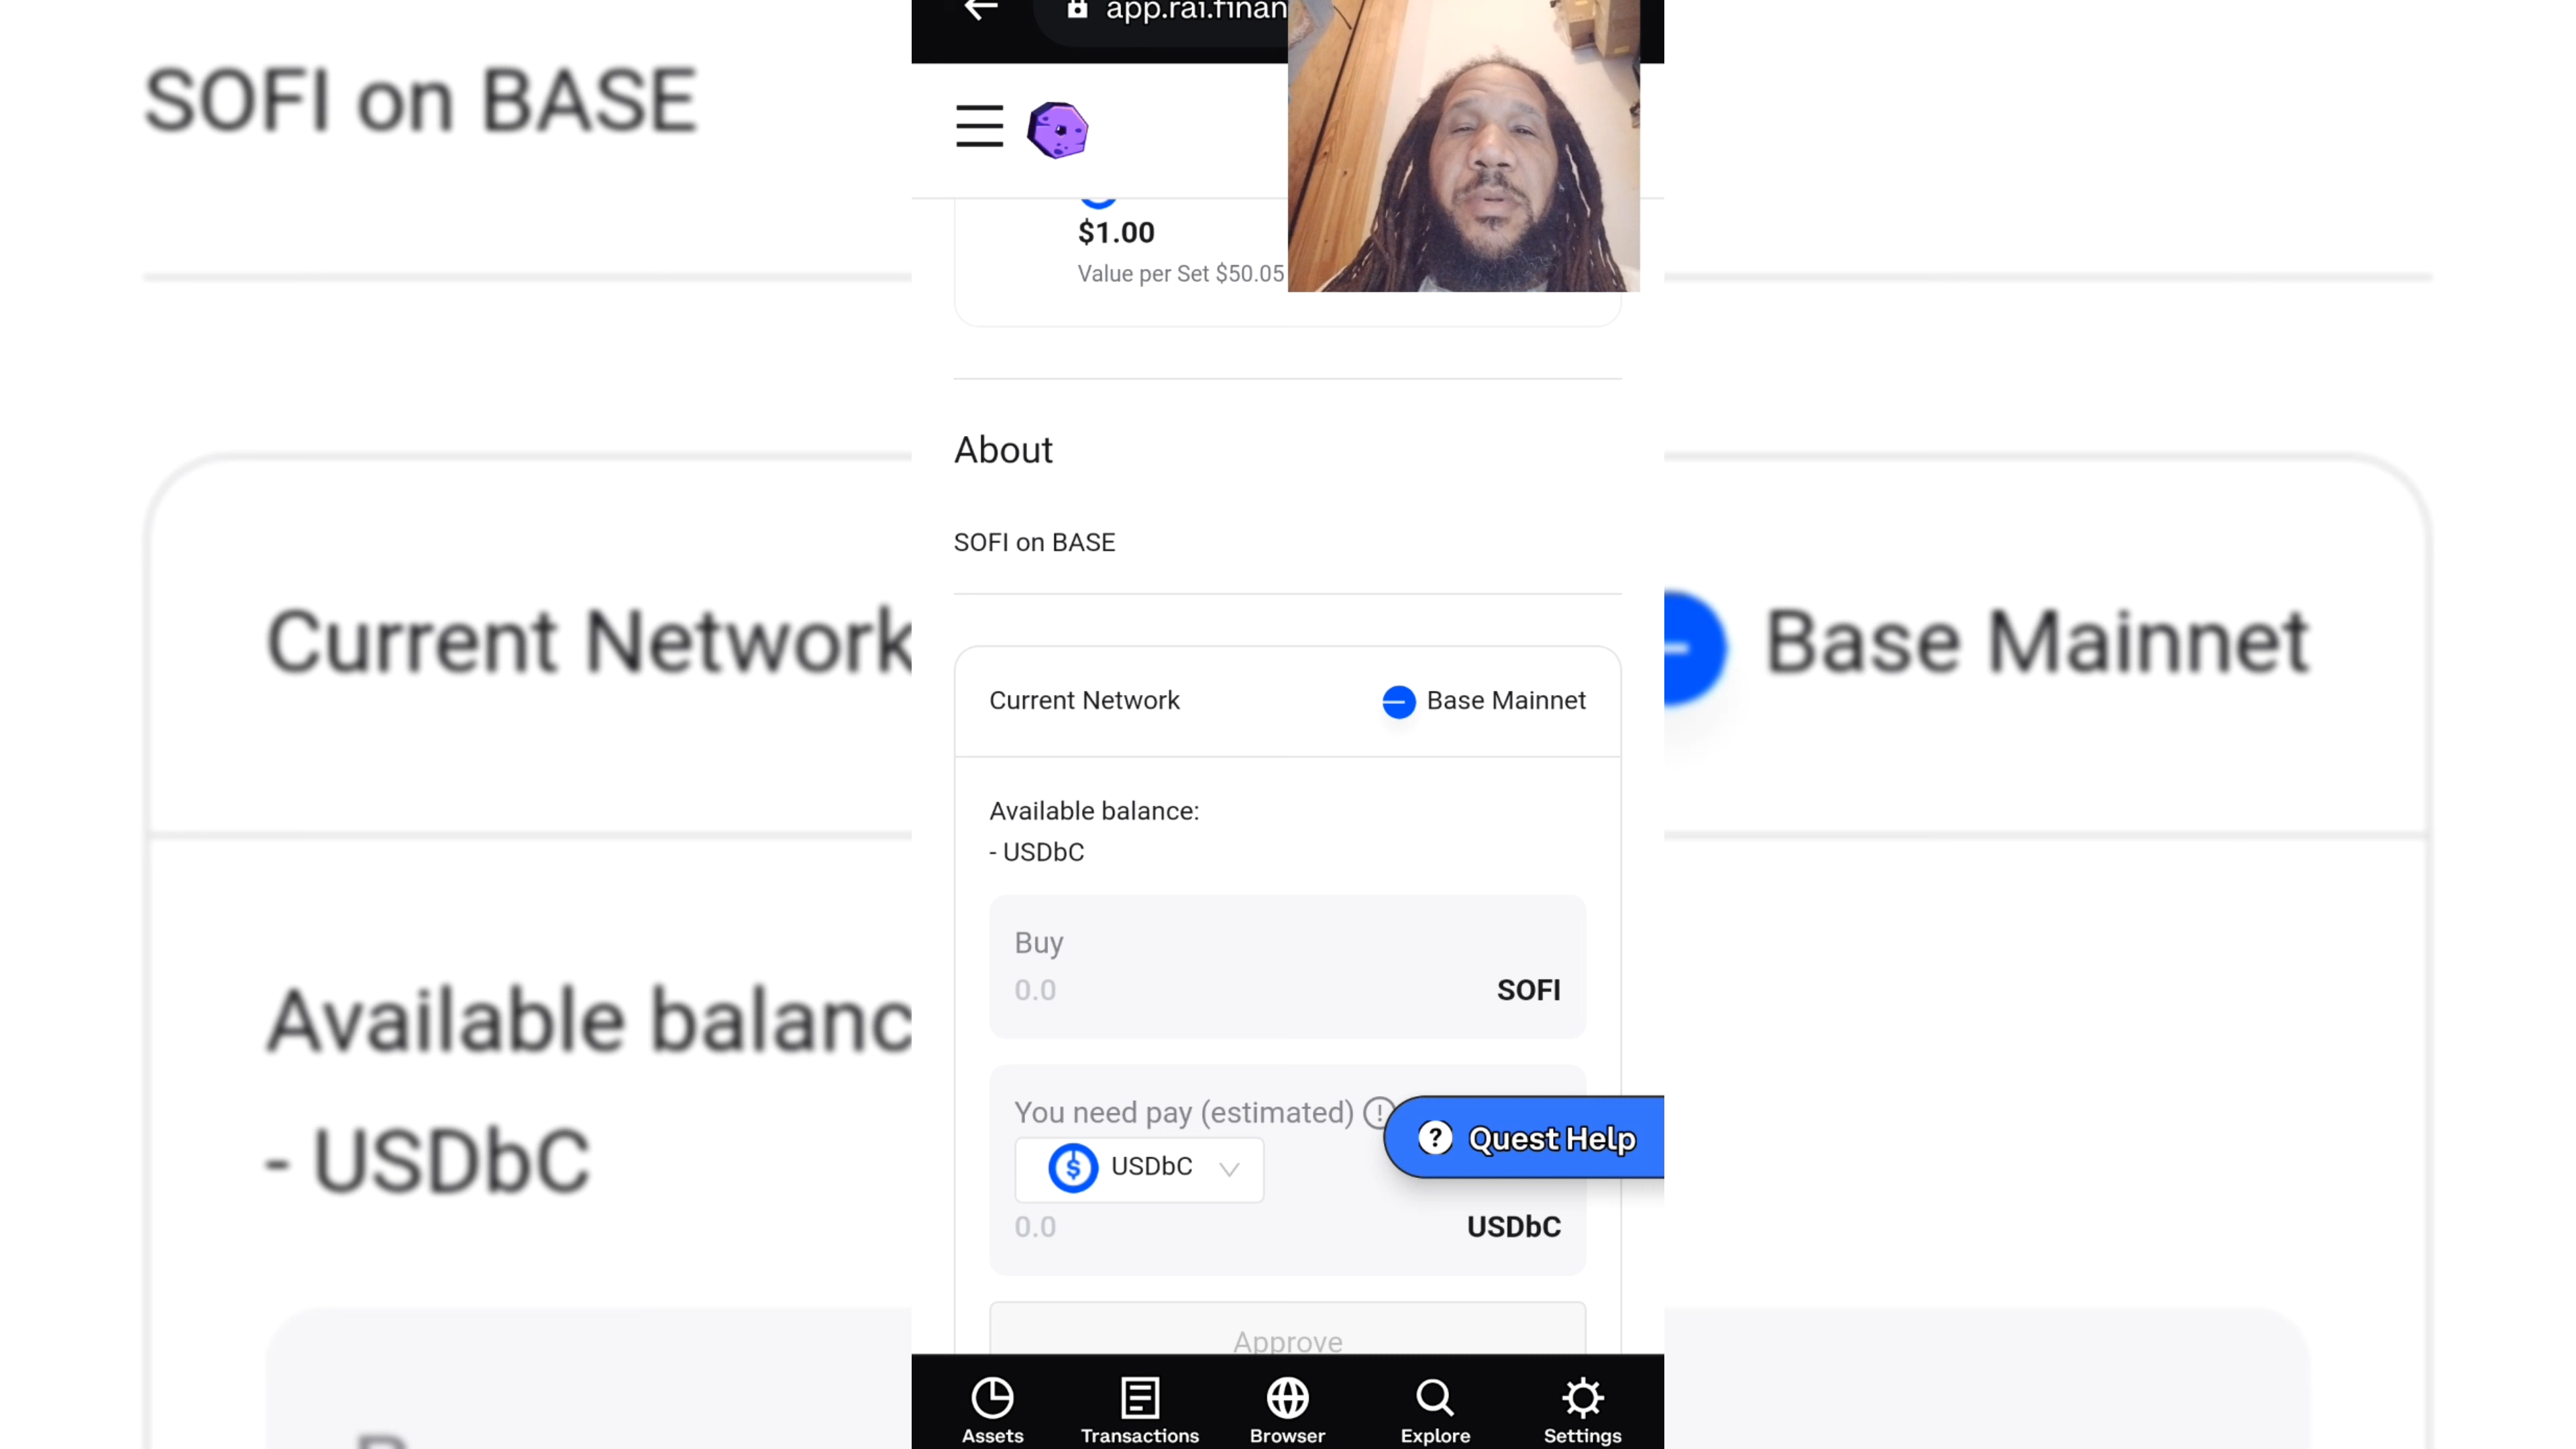 SOFI on BASE
Current Network
Base Mainnet
Available balanc
- USDbC
app.rai.finan
$1.00
Value per Set $50.05
About
SOFI on BASE
Current Network
Base Mainnet
Available balance:
- USDbC
Buy
0.0
SOFI
You need pay (estimated)
Quest Help
USDbC
0.0
USDbC
Approve
Assets
Transactions
Browser
Explore
Settings